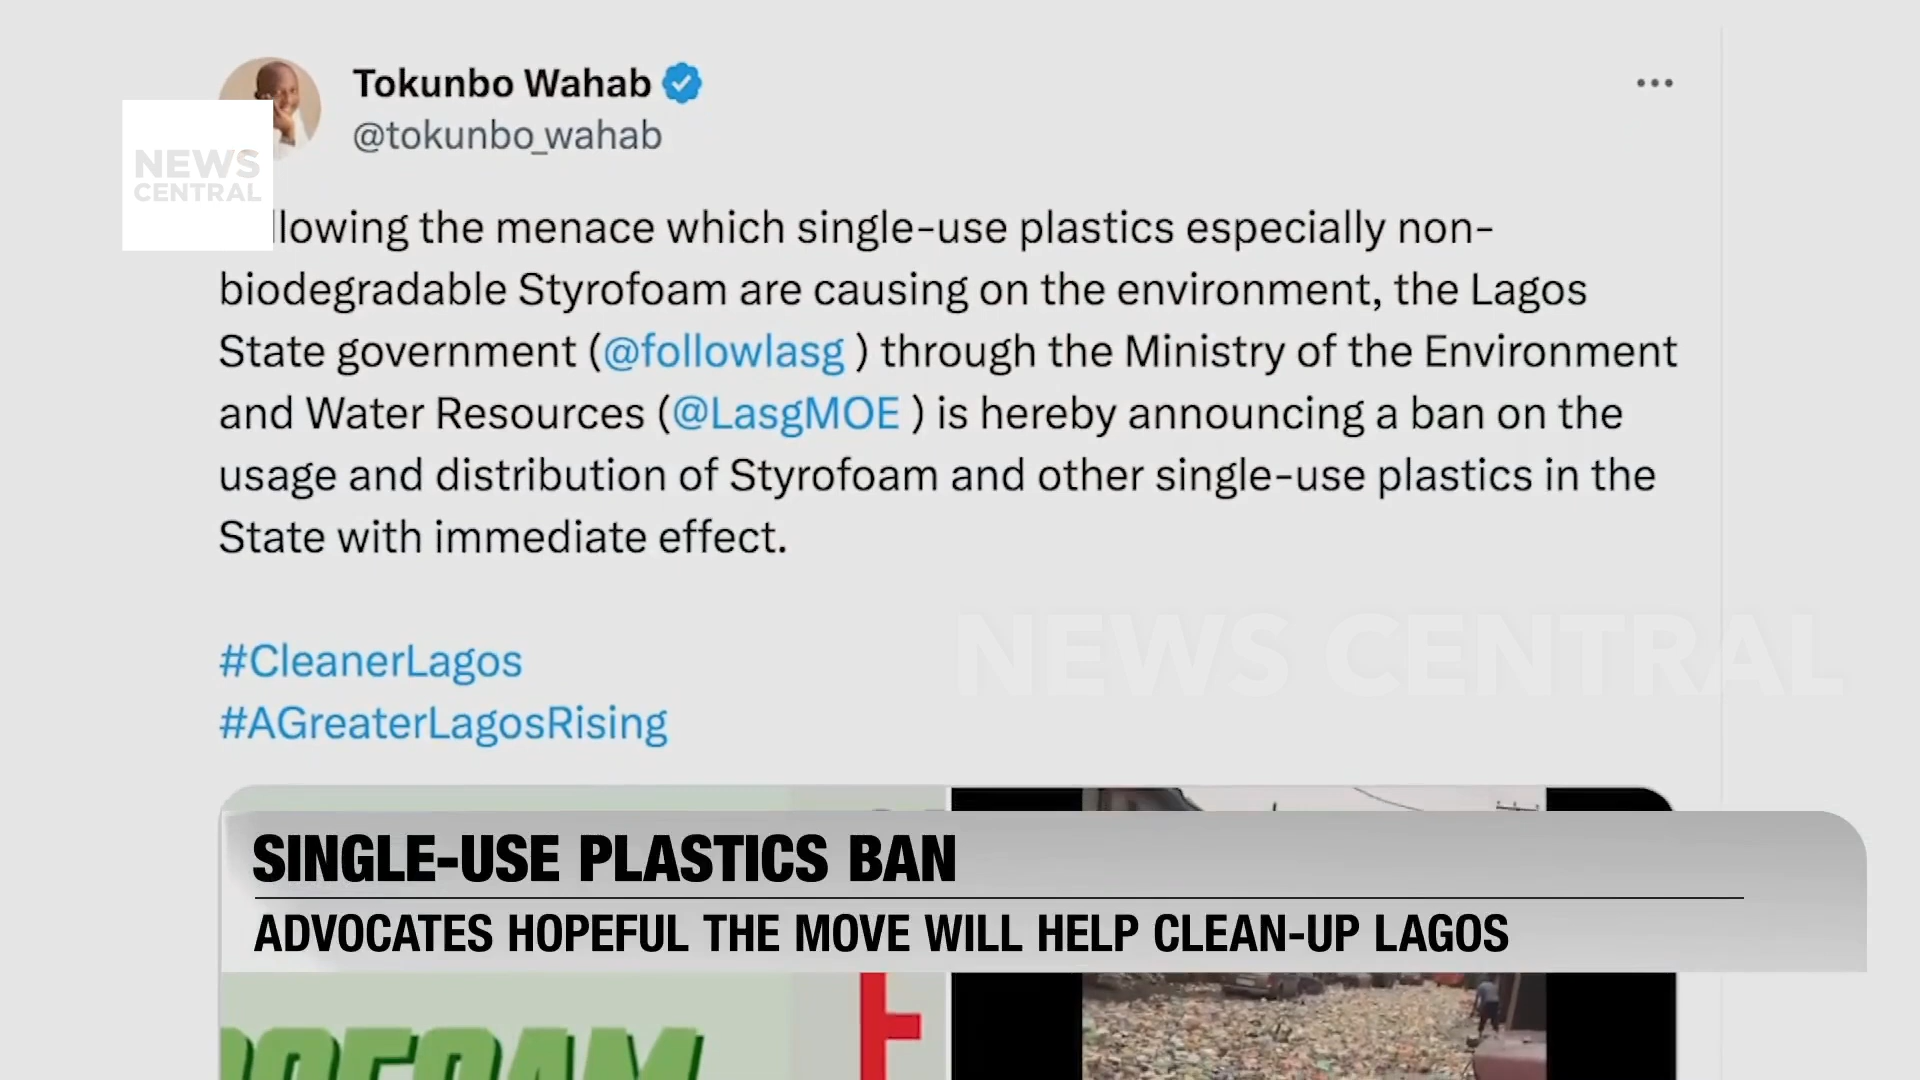 Tokunbo Wahab
@tokunbo_wahab
NEWS
CENTRAL
llowing the menace which single-use plastics especially non-
biodegradable Styrofoam are causing on the environment, the Lagos
State government (@followlasg ) through the Ministry of the Environment
and Water Resources (@LasgMOE ) is hereby announcing a ban on the
usage and distribution of Styrofoam and other single-use plastics in the
State with immediate effect.
NEWS CENTRAL
#CleanerLagos
#AGreaterLagosRising
SINGLE-USE PLASTICS BAN
ADVOCATES HOPEFUL THE MOVE WILL HELP CLEAN-UP LAGOS
ROFOAM